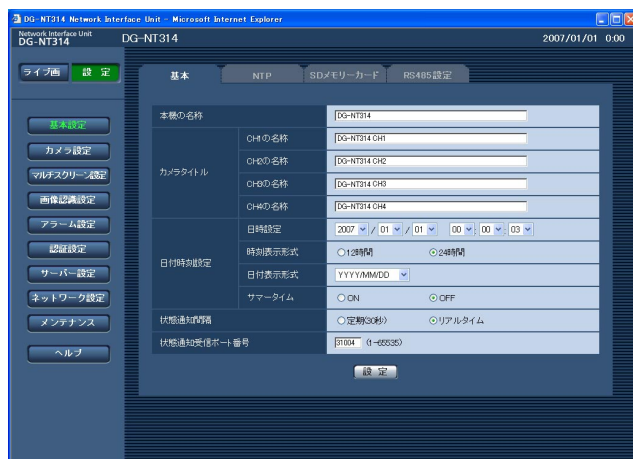 DG-NT314 Network Interface Unit - Microsoft Internet Explorer
Network Interface Unit
DG-NT314
DG-NT314
2007/01/01 0:00
ライブ画
設 定
基本
NTP
SDメモリーカード
RS485設定
基本設定
カメラ設定
マルチスクリーン設定
画像認識設定
アラーム設定
認証設定
サーバー設定
ネットワーク設定
メンテナンス
ヘルプ
本機の名称
DG-NT314
カメラタイトル
CH1の名称
DG-NT314 CH1
CH2の名称
DG-NT314 CH2
CH3の名称
DG-NT314 CH3
CH4の名称
DG-NT314 CH4
日付時刻設定
日時設定
2007 / 01 / 01 00 : 00 : 03
時刻表示形式
12時間
24時間
日付表示形式
YYYY/MM/DD
サマータイム
ON
OFF
状態通知間隔
定期(30秒)
リアルタイム
状態通知受信ポート番号
31004 (1-65535)
設 定